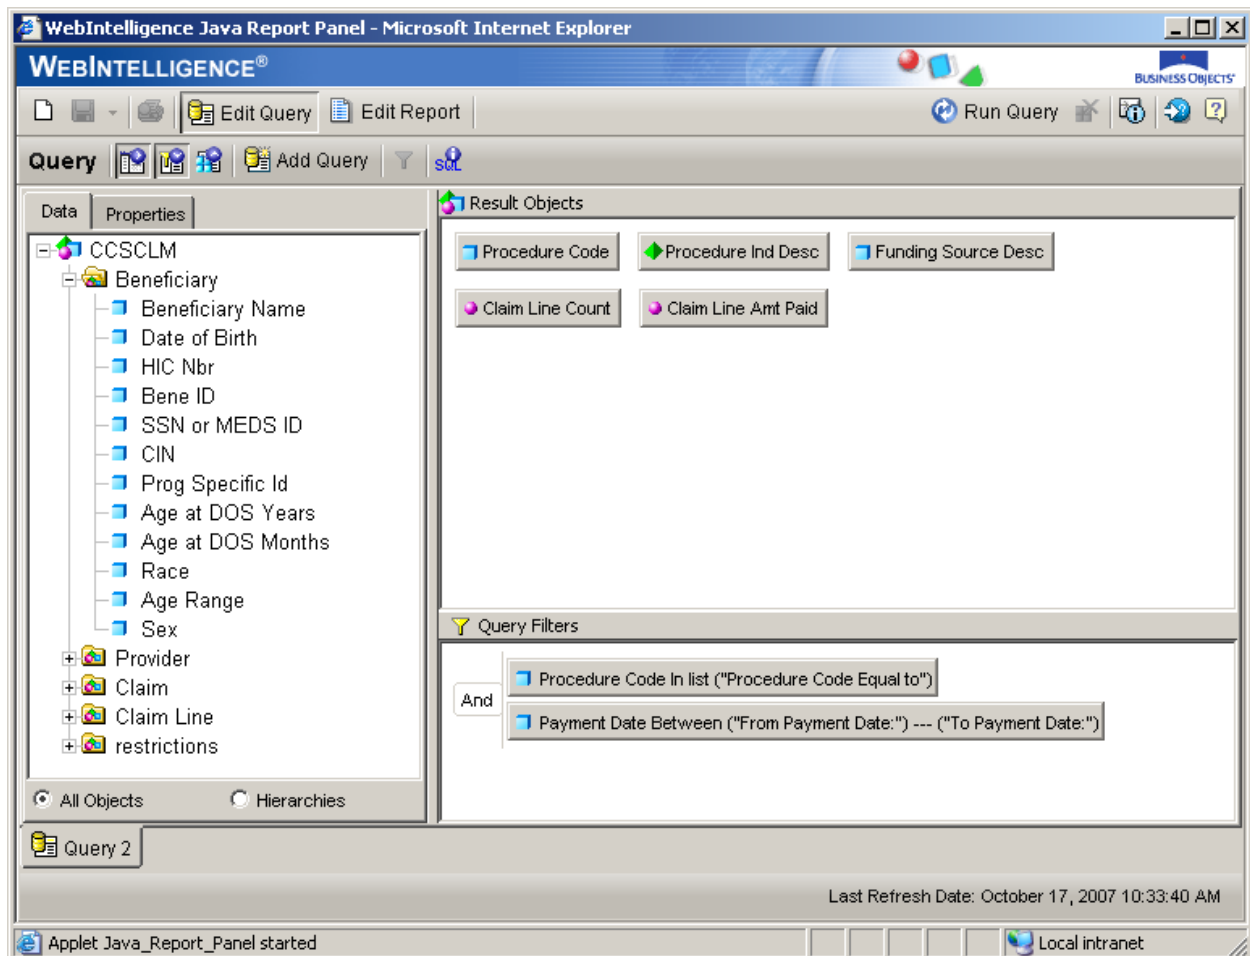 WebIntelligence Java Report Panel - Microsoft Internet Explorer
WEBINTELLIGENCE®
BUSINESS OBJECTS
Edit Query Edit Report Run Query
Query Add Query SQL
Data Properties
CCSCLM
Beneficiary
Beneficiary Name
Date of Birth
HIC Nbr
Bene ID
SSN or MEDS ID
CIN
Prog Specific Id
Age at DOS Years
Age at DOS Months
Race
Age Range
Sex
Provider
Claim
Claim Line
restrictions
All Objects Hierarchies
Result Objects
Procedure Code Procedure Ind Desc Funding Source Desc
Claim Line Count Claim Line Amt Paid
Query Filters
And
Procedure Code In list ("Procedure Code Equal to")
Payment Date Between ("From Payment Date:") --- ("To Payment Date:")
Query 2
Last Refresh Date: October 17, 2007 10:33:40 AM
Applet Java_Report_Panel started Local intranet